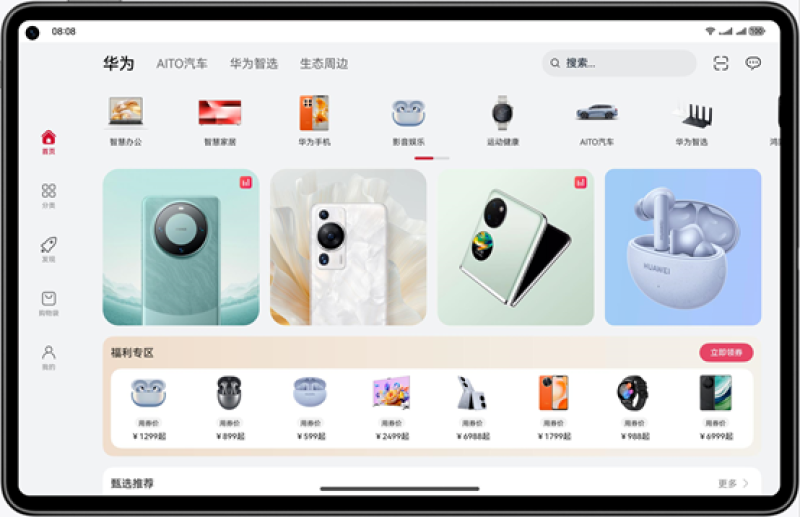 08:08
100
华为
AITO汽车
华为智选
生态周边
搜索...
智慧办公
智慧家居
华为手机
影音娱乐
运动健康
AITO汽车
华为智选
首页
分类
发现
购物袋
我的
HUAWEI
福利专区
立即领券
用券价
用券价
用券价
用券价
用券价
用券价
用券价
用券价
¥1299起
¥899起
¥599起
¥2499起
¥6988起
¥1799起
¥988起
¥6999起
甄选推荐
更多